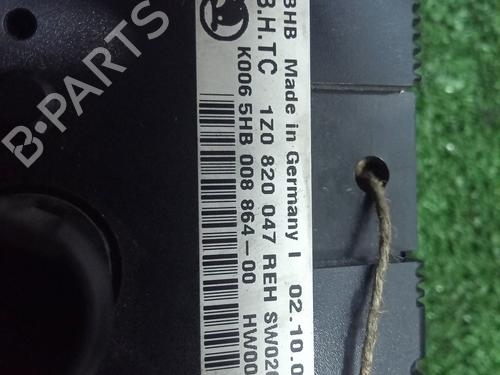 BHB Made in Germany I 02.10.0
B.H.TC 1Z0 820 047 REH SW020
K006 5HB 008 864-00 HW00
B-PARTS